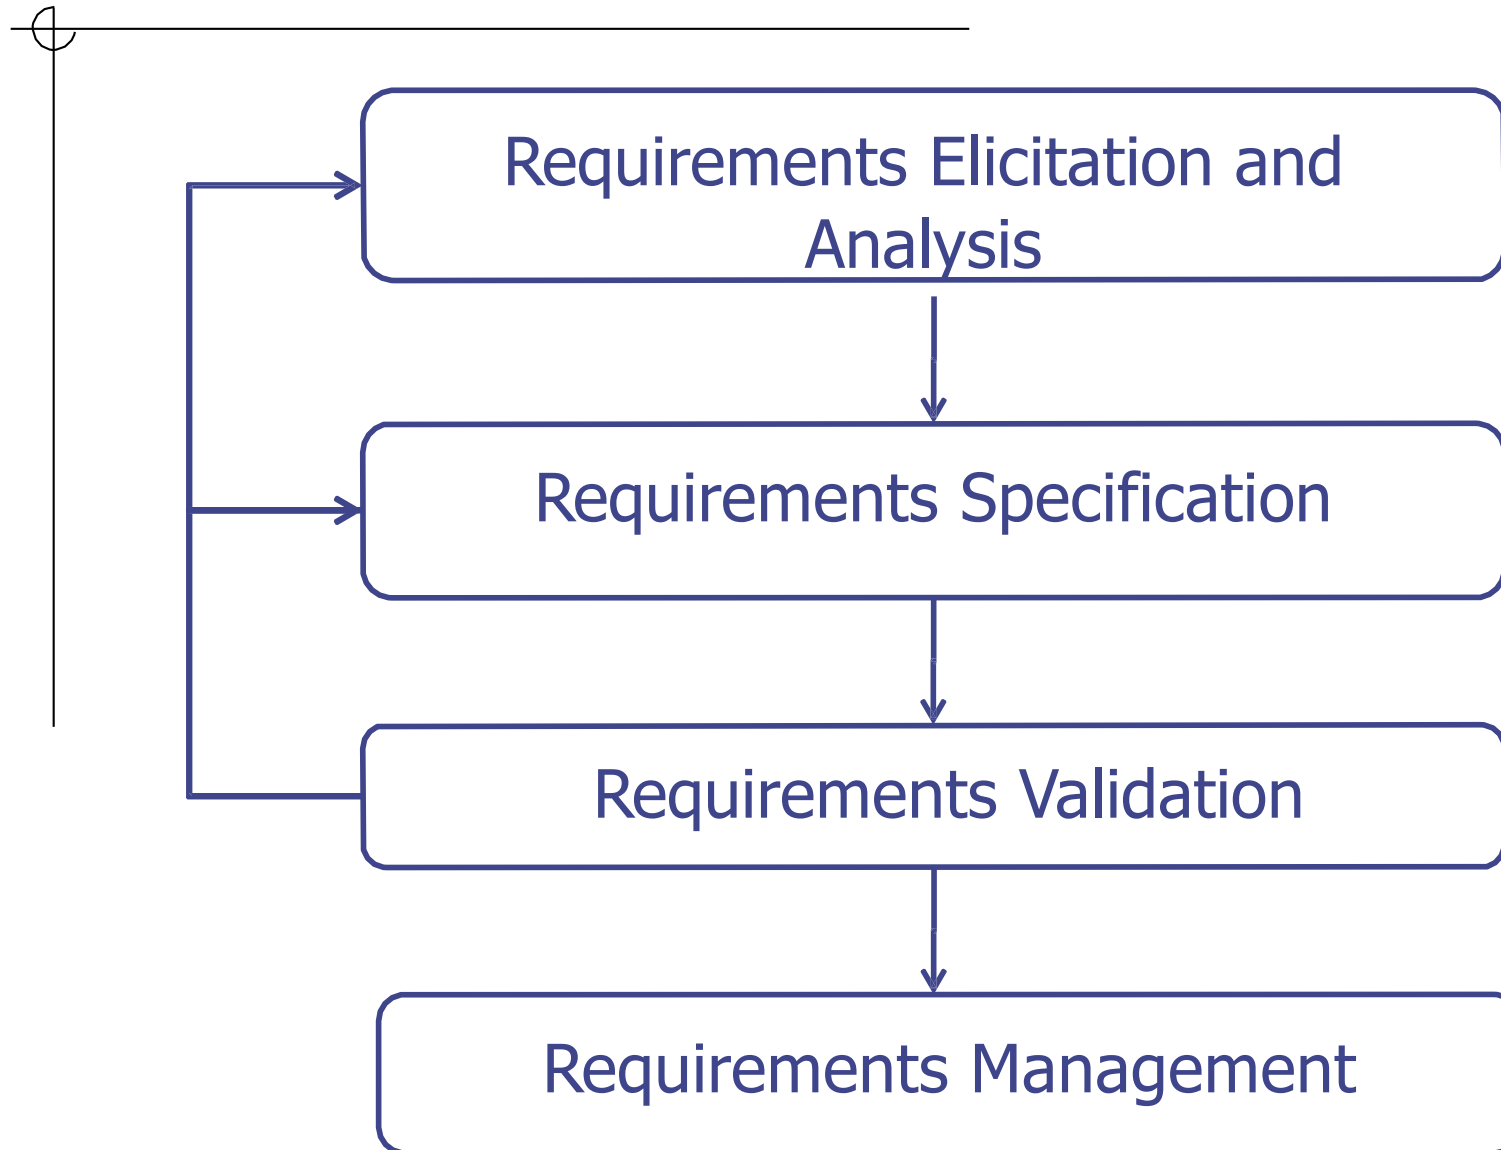 Requirements Elicitation and
Analysis
Requirements Specification
Requirements Validation
Requirements Management